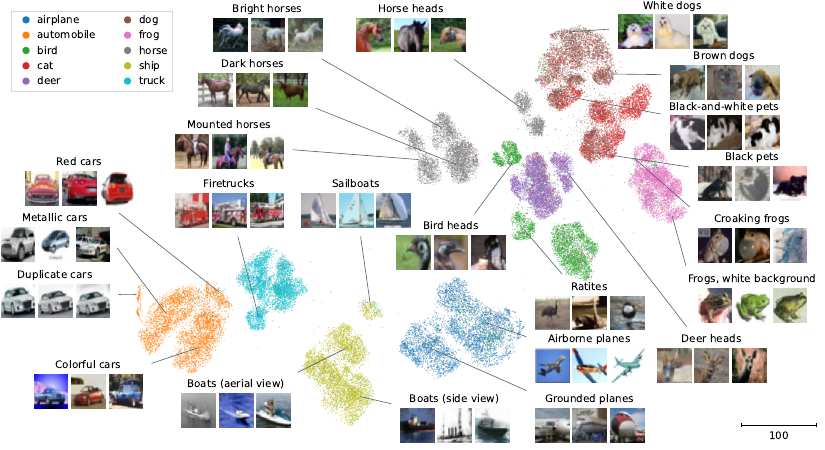 airplane
automobile
bird
cat
deer
dog
frog
horse
ship
truck
Bright horses
Horse heads
White dogs
Dark horses
Brown dogs
Black-and-white pets
Mounted horses
Black pets
Red cars
Firetrucks
Sailboats
Metallic cars
Croaking frogs
Bird heads
Duplicate cars
Frogs, white background
Ratites
Airborne planes
Deer heads
Colorful cars
Boats (aerial view)
Boats (side view)
Grounded planes
100